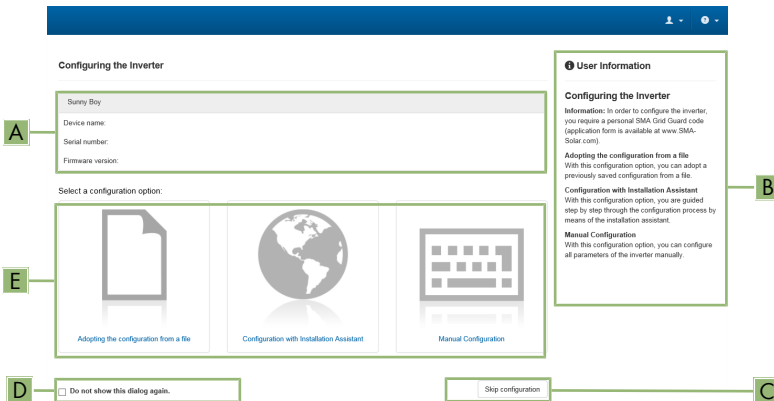 Configuring the Inverter
Sunny Boy
Device name:
Serial number:
Firmware version:
A
Select a configuration option:
E
Adopting the configuration from a file
Configuration with Installation Assistant
Manual Configuration
D
Do not show this dialog again.
Skip configuration
C
User Information
Configuring the Inverter
Information: In order to configure the inverter,
you require a personal SMA Grid Guard code
(application form is available at www.SMA-
Solar.com).
Adopting the configuration from a file
With this configuration option, you can adopt a
previously saved configuration from a file.
Configuration with Installation Assistant
With this configuration option, you are guided
step by step through the configuration process by
means of the installation assistant.
Manual Configuration
With this configuration option, you can configure
all parameters of the inverter manually.
B